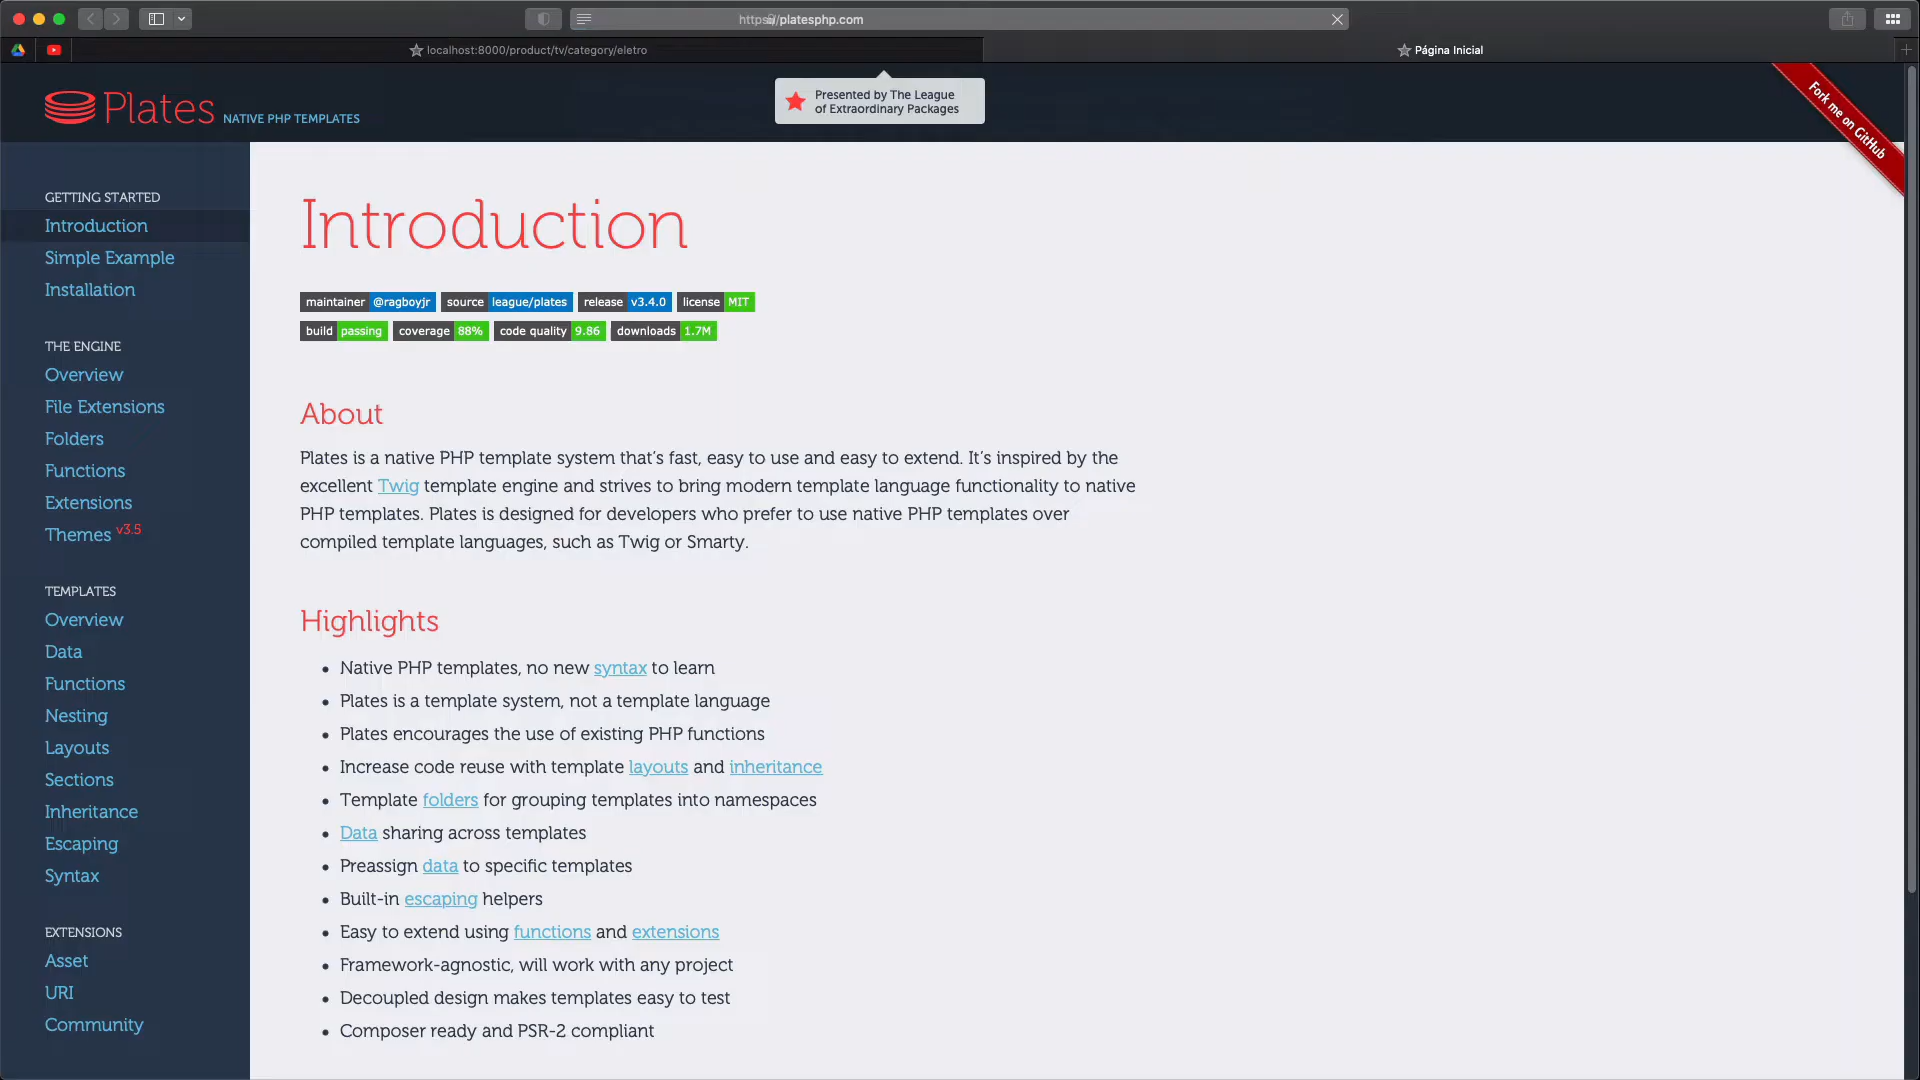 https://platesphp.com
localhost:8000/product/tv/category/eletro
Página Inicial
Plates NATIVE PHP TEMPLATES
Presented by The League
of Extraordinary Packages
Fork me on GitHub
GETTING STARTED
Introduction
Simple Example
Installation
THE ENGINE
Overview
File Extensions
Folders
Functions
Extensions
Themes v3.5
TEMPLATES
Overview
Data
Functions
Nesting
Layouts
Sections
Inheritance
Escaping
Syntax
EXTENSIONS
Asset
URI
Community
Introduction
maintainer @ragboyjr source league/plates release v3.4.0 license MIT
build passing coverage 88% code quality 9.86 downloads 1.7M
About
Plates is a native PHP template system that's fast, easy to use and easy to extend. It's inspired by the
excellent Twig template engine and strives to bring modern template language functionality to native
PHP templates. Plates is designed for developers who prefer to use native PHP templates over
compiled template languages, such as Twig or Smarty.
Highlights
• Native PHP templates, no new syntax to learn
• Plates is a template system, not a template language
• Plates encourages the use of existing PHP functions
• Increase code reuse with template layouts and inheritance
• Template folders for grouping templates into namespaces
• Data sharing across templates
• Preassign data to specific templates
• Built-in escaping helpers
• Easy to extend using functions and extensions
• Framework-agnostic, will work with any project
• Decoupled design makes templates easy to test
• Composer ready and PSR-2 compliant